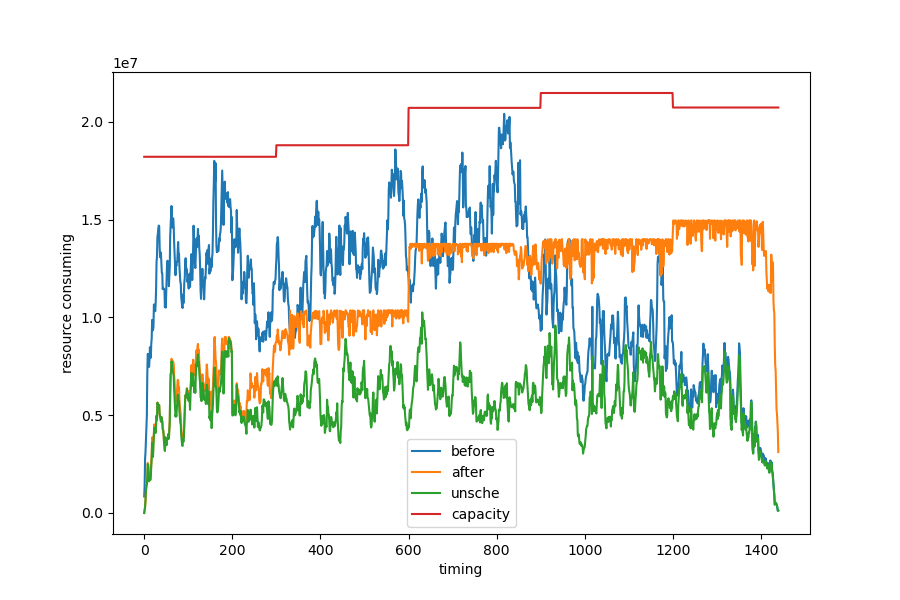 1e7
2.0
1.5
1.0
0.5
0.0
resource consuming
before
after
unsche
capacity
0 200 400 600 800 1000 1200 1400
timing